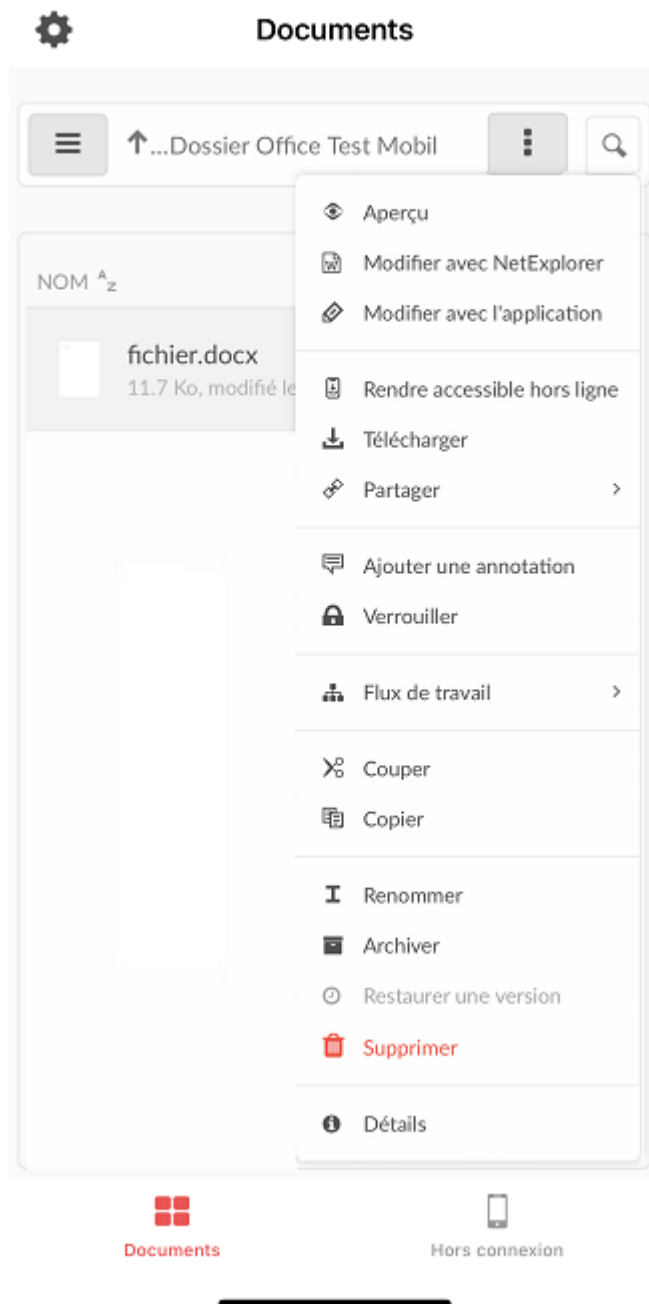 Documents
...Dossier Office Test Mobil
NOM
fichier.docx
11.7 Ko, modifié le
Aperçu
Modifier avec NetExplorer
Modifier avec l'application
Rendre accessible hors ligne
Télécharger
Partager
Ajouter une annotation
Verrouiller
Flux de travail
Couper
Copier
Renommer
Archiver
Restaurer une version
Supprimer
Détails
Documents
Hors connexion